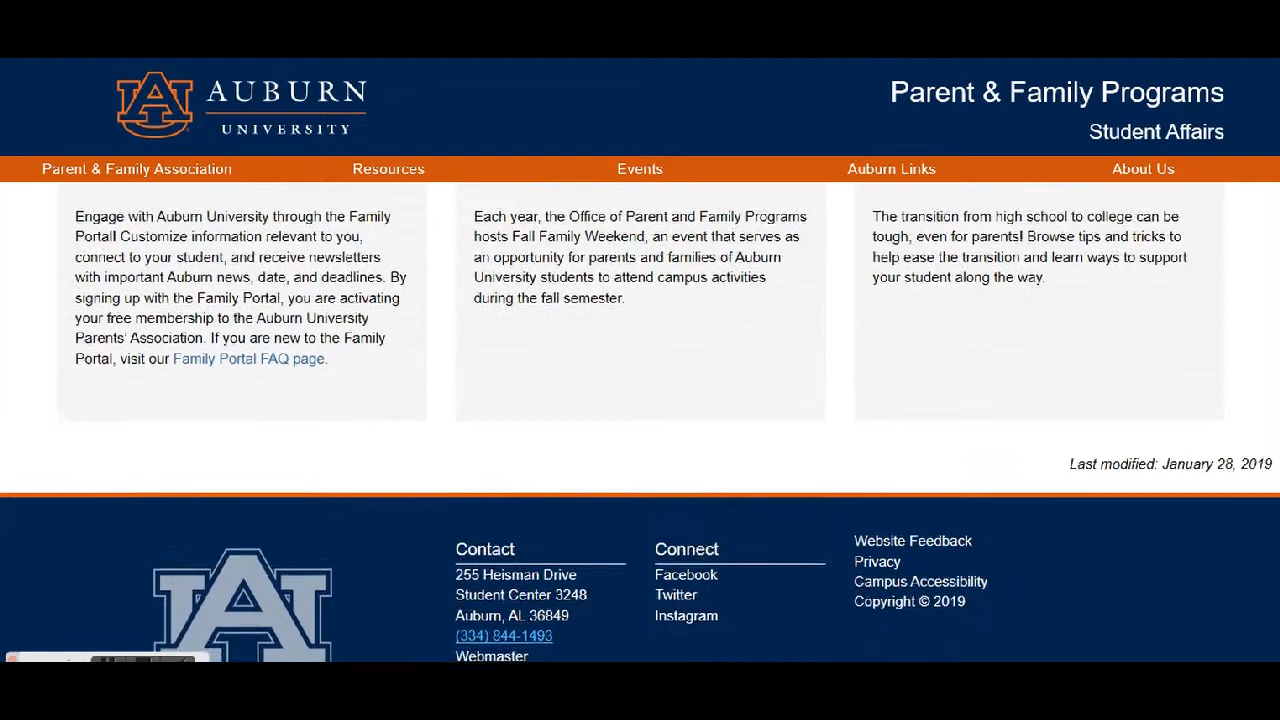 AUBURN
UNIVERSITY
Parent & Family Programs
Student Affairs
Parent & Family Association
Resources
Events
Auburn Links
About Us
Engage with Auburn University through the Family
Portal! Customize information relevant to you,
connect to your student, and receive newsletters
with important Auburn news, date, and deadlines. By
signing up with the Family Portal, you are activating
your free membership to the Auburn University
Parents' Association. If you are new to the Family
Portal, visit our Family Portal FAQ page.
Each year, the Office of Parent and Family Programs
hosts Fall Family Weekend, an event that serves as
an opportunity for parents and families of Auburn
University students to attend campus activities
during the fall semester.
The transition from high school to college can be
tough, even for parents! Browse tips and tricks to
help ease the transition and learn ways to support
your student along the way.
Last modified: January 28, 2019
Contact
255 Heisman Drive
Student Center 3248
Auburn, AL 36849
(334) 844-1493
Webmaster
Connect
Facebook
Twitter
Instagram
Website Feedback
Privacy
Campus Accessibility
Copyright © 2019